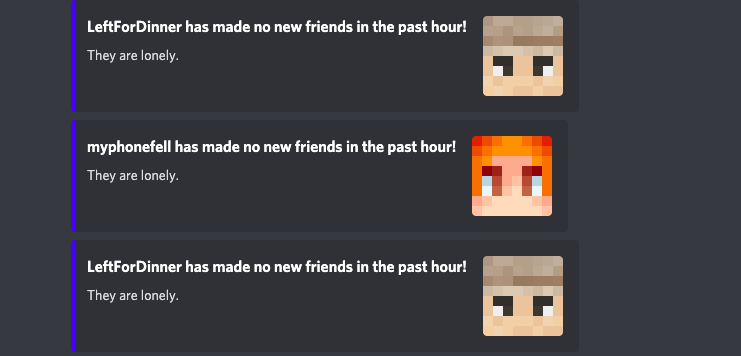 LeftForDinner has made no new friends in the past hour!
They are lonely.
myphonefell has made no new friends in the past hour!
They are lonely.
LeftForDinner has made no new friends in the past hour!
They are lonely.